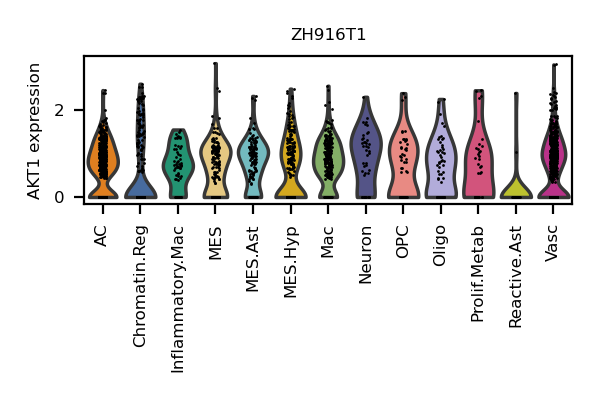 ZH916T1
AKT1 expression
2
0
AC
Chromatin.Reg
Inflammatory.Mac
MES
MES.Ast
MES.Hyp
Mac
Neuron
OPC
Oligo
Prolif.Metab
Reactive.Ast
Vasc